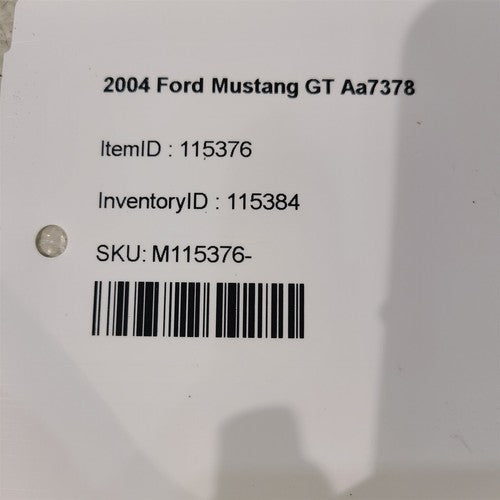 2004 Ford Mustang GT Aa7378
ItemID : 115376
InventoryID : 115384
SKU: M115376-